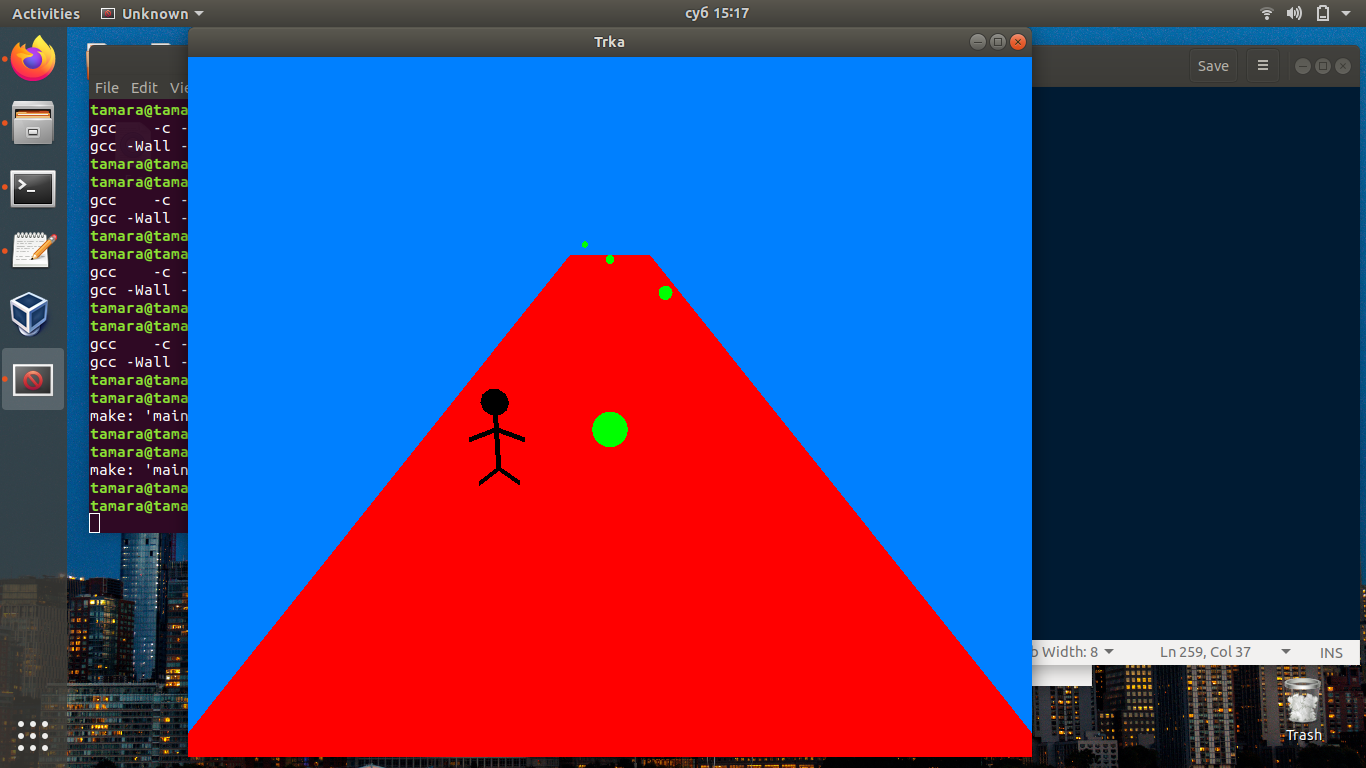 Activities
Unknown
суб 15:17
Trka
Save
File Edit
tamara@tama
gcc -c -
gcc -Wall -
tamara@tama
tamara@tama
gcc -c -
gcc -Wall -
tamara@tama
tamara@tama
gcc -c -
gcc -Wall -
tamara@tama
tamara@tama
gcc -c -
gcc -Wall -
tamara@tama
tamara@tama
make: 'main
tamara@tama
tamara@tama
make: 'main
tamara@tama
tamara@tama
Width: 8 Ln 259, Col 37 INS
Trash